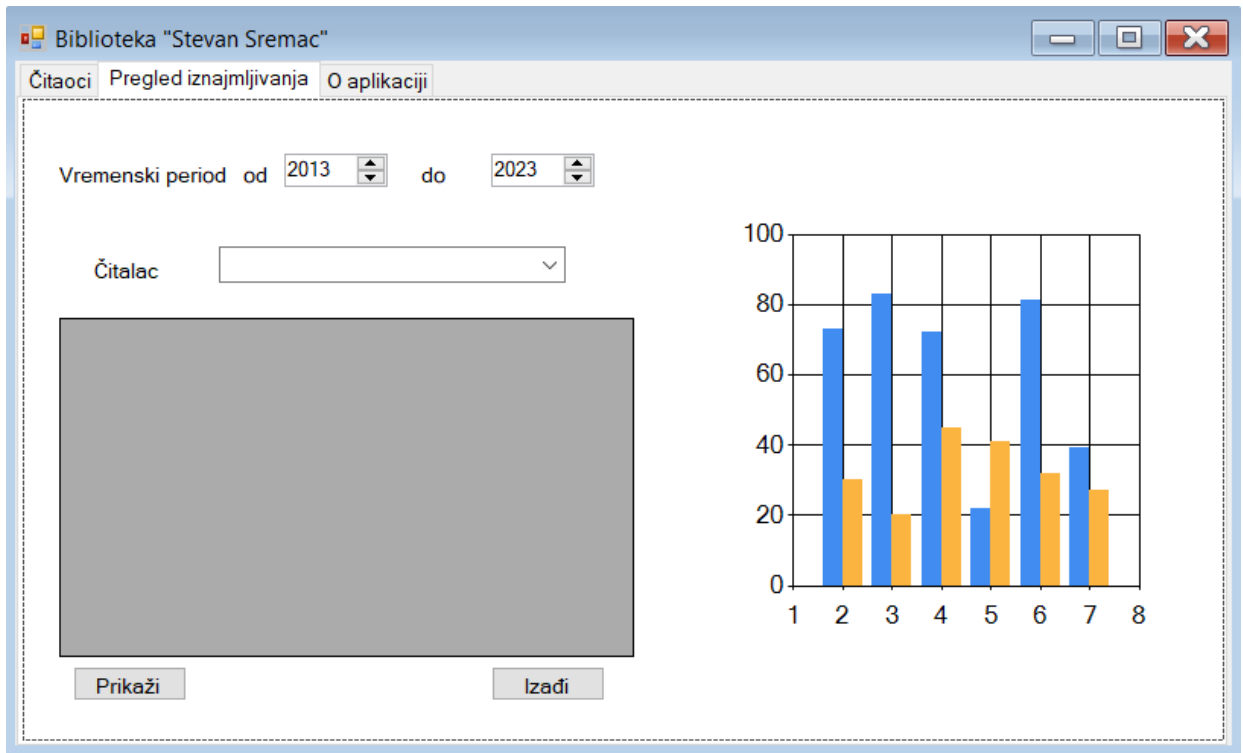 Biblioteka "Stevan Sremac"
Čitaoci Pregled iznajmljivanja O aplikaciji
Vremenski period od 2013 do 2023
Čitalac
100
80
60
40
20
0
1 2 3 4 5 6 7 8
Prikaži Izađi